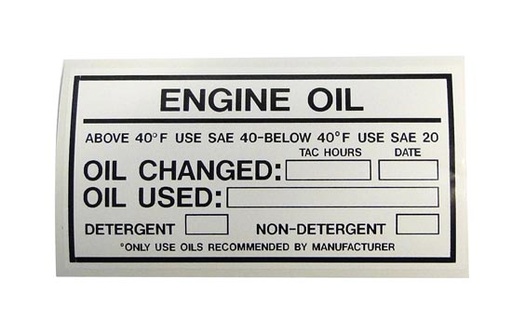 ENGINE OIL
ABOVE 40°F USE SAE 40-BELOW 40°F USE SAE 20
TAC HOURS DATE
OIL CHANGED:
OIL USED:
DETERGENT NON-DETERGENT
°ONLY USE OILS RECOMMENDED BY MANUFACTURER